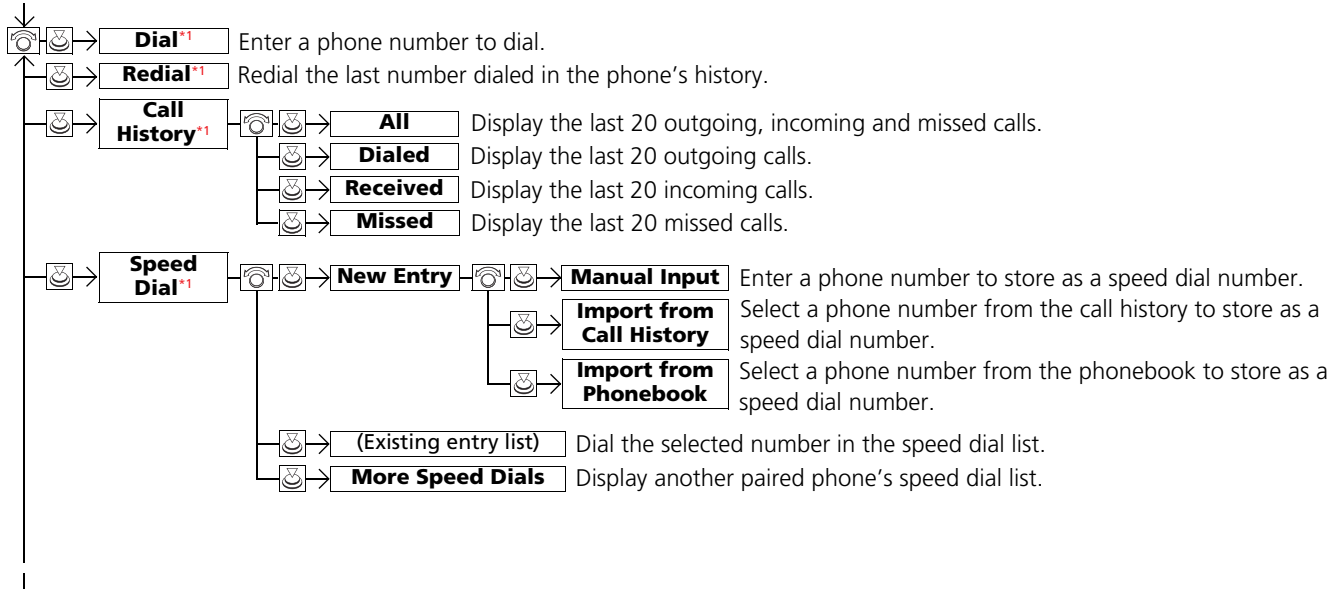 Dial*1 Enter a phone number to dial.
Redial*1 Redial the last number dialed in the phone's history.
Call
History*1
All Display the last 20 outgoing, incoming and missed calls.
Dialed Display the last 20 outgoing calls.
Received Display the last 20 incoming calls.
Missed Display the last 20 missed calls.
Speed
Dial*1
New Entry
Manual Input Enter a phone number to store as a speed dial number.
Import from
Call History
Select a phone number from the call history to store as a
speed dial number.
Import from
Phonebook
Select a phone number from the phonebook to store as a
speed dial number.
(Existing entry list) Dial the selected number in the speed dial list.
More Speed Dials Display another paired phone's speed dial list.